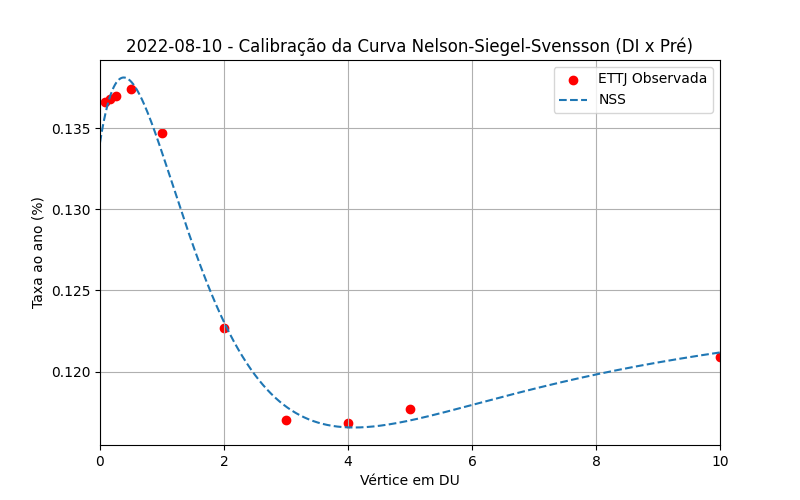 2022-08-10 - Calibração da Curva Nelson-Siegel-Svensson (DI x Pré)
ETTJ Observada
NSS
Taxa ao ano (%)
0.135
0.130
0.125
0.120
0
2
4
6
8
10
Vértice em DU